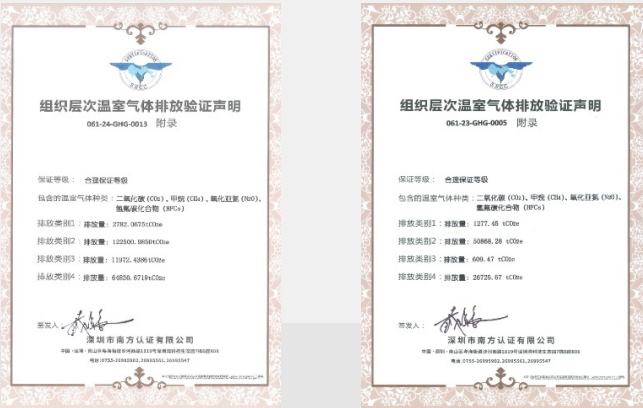 组织层次温室气体排放验证声明
061-24-GHG-0013 附录
保证等级： 合理保证等级
包含的温室气体种类：二氧化碳（CO₂）、甲烷（CH₄）、氧化亚氮（N₂O）、
氢氟碳化合物（HFCs）
排放类别1：排放量：2782.0675tCO2e
排放类别2：排放量：122500.9850tCO2e
排放类别3：排放量：11972.4386tCO2e
排放类别4：排放量：64830.6719tCO2e
签发人：
深圳市南方认证有限公司
组织层次温室气体排放验证声明
061-23-GHG-0005 附录
保证等级： 合理保证等级
包含的温室气体种类：二氧化碳（CO₂）、甲烷（CH₄）、氧化亚氮（N₂O）、
氢氟碳化合物（HFCs）
排放类别1：排放量：1277.45 tCO2e
排放类别2：排放量：50868.28 tCO2e
排放类别3：排放量：609.47 tCO2e
排放类别4：排放量：26725.67 tCO2e
签发人：
深圳市南方认证有限公司